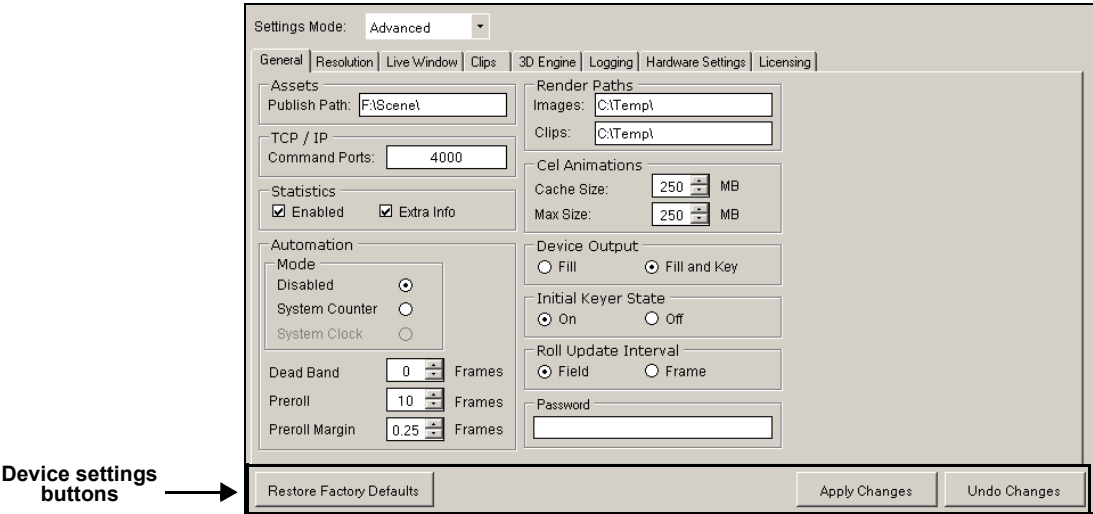 Settings Mode: Advanced
General Resolution Live Window Clips 3D Engine Logging Hardware Settings Licensing
Assets
Publish Path: F:\Scene\
TCP / IP
Command Ports: 4000
Statistics
Enabled Extra Info
Automation
Mode
Disabled
System Counter
System Clock
Dead Band 0 Frames
Preroll 10 Frames
Preroll Margin 0.25 Frames
Render Paths
Images: C:\Temp\
Clips: C:\Temp\
Cel Animations
Cache Size: 250 MB
Max Size: 250 MB
Device Output
Fill Fill and Key
Initial Keyer State
On Off
Roll Update Interval
Field Frame
Password
Device settings
buttons
Restore Factory Defaults Apply Changes Undo Changes